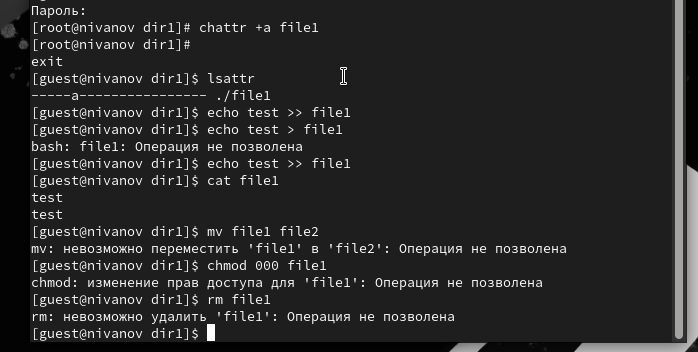 Пароль:
[root@nivanov dir1]# chattr +a file1
[root@nivanov dir1]#
exit
[guest@nivanov dir1]$ lsattr
-----a---------------- ./file1
[guest@nivanov dir1]$ echo test >> file1
[guest@nivanov dir1]$ echo test > file1
bash: file1: Операция не позволена
[guest@nivanov dir1]$ echo test >> file1
[guest@nivanov dir1]$ cat file1
test
test
[guest@nivanov dir1]$ mv file1 file2
mv: невозможно переместить 'file1' в 'file2': Операция не позволена
[guest@nivanov dir1]$ chmod 000 file1
chmod: изменение прав доступа для 'file1': Операция не позволена
[guest@nivanov dir1]$ rm file1
rm: невозможно удалить 'file1': Операция не позволена
[guest@nivanov dir1]$